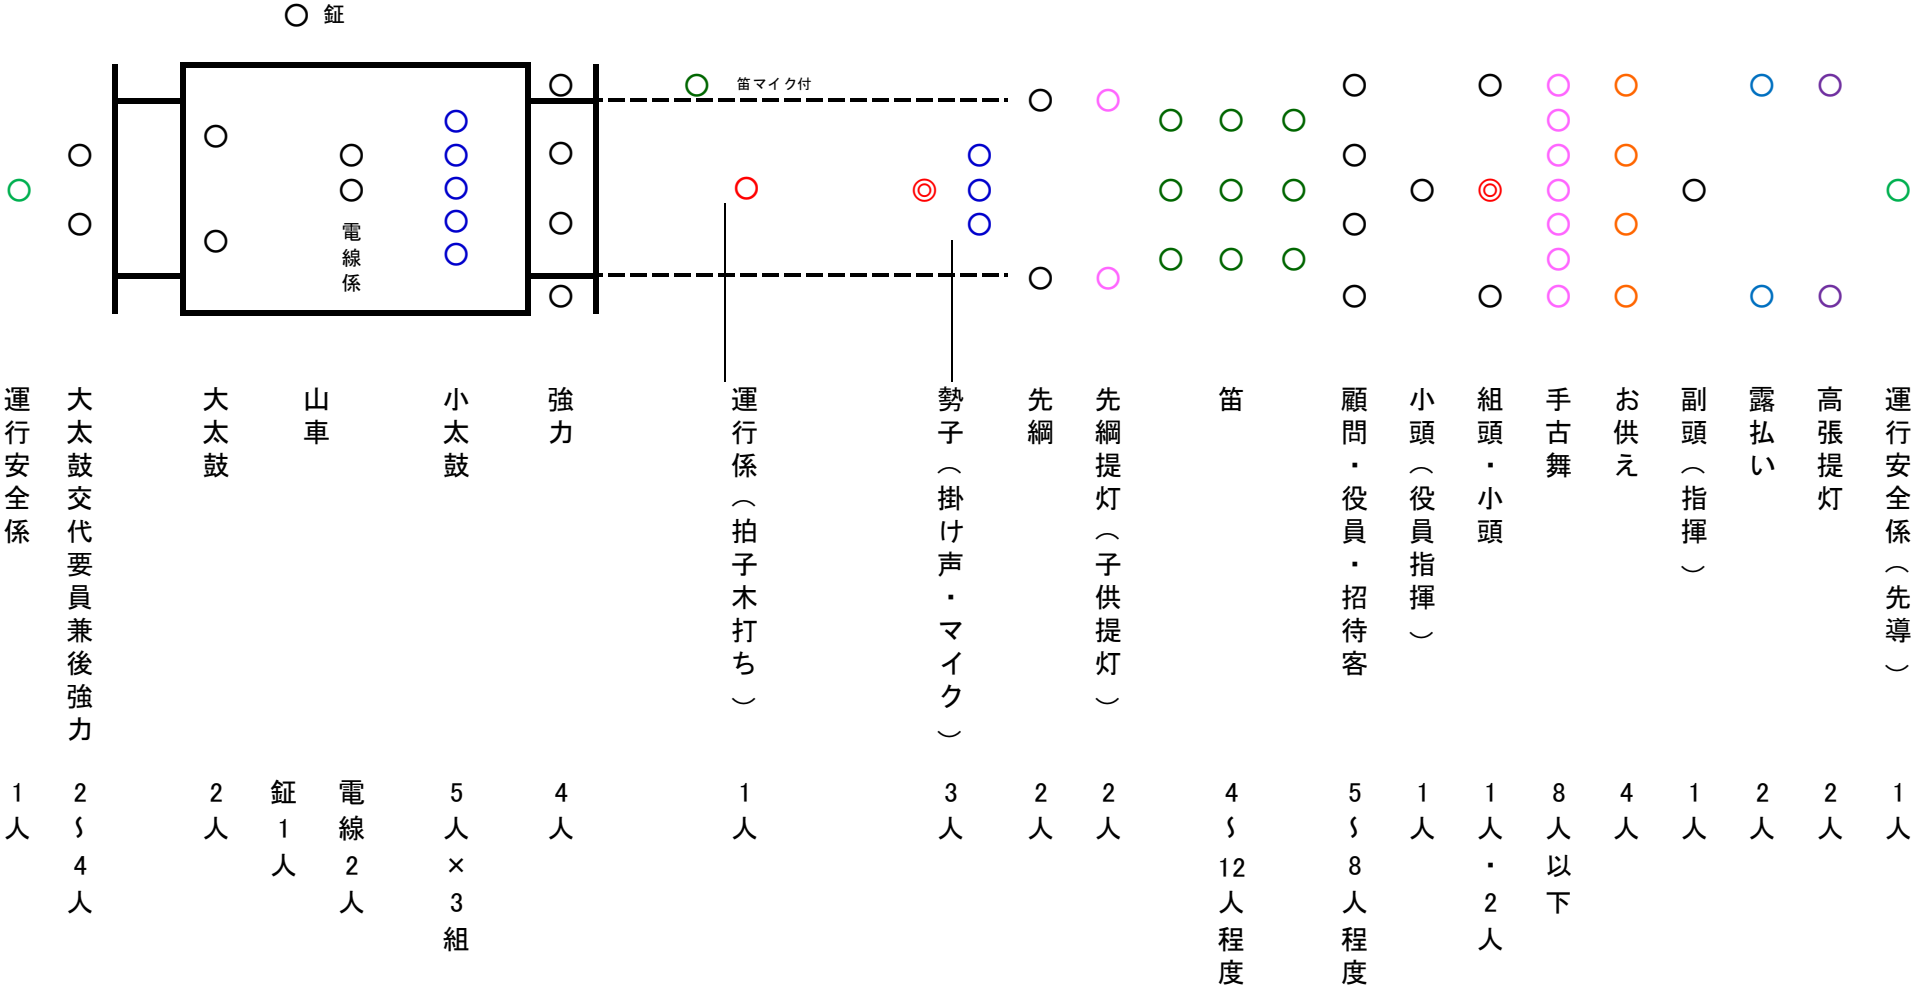 鉦
笛マイク付
電線係
運行安全係
大太鼓交代要員兼後強力
大太鼓
山車
小太鼓
強力
運行係（拍子木打ち）
勢子（掛け声・マイク）
先綱
先綱提灯（子供提灯）
笛
顧問・役員・招待客
小頭（役員指揮）
組頭・小頭
手古舞
お供え
副頭（指揮）
露払い
高張提灯
運行安全係（先導）
1人
2～4人
2人
鉦1人
電線2人
5人×3組
4人
1人
3人
2人
2人
4～12人程度
5～8人程度
1人
1人・2人
8人以下
4人
1人
2人
2人
1人